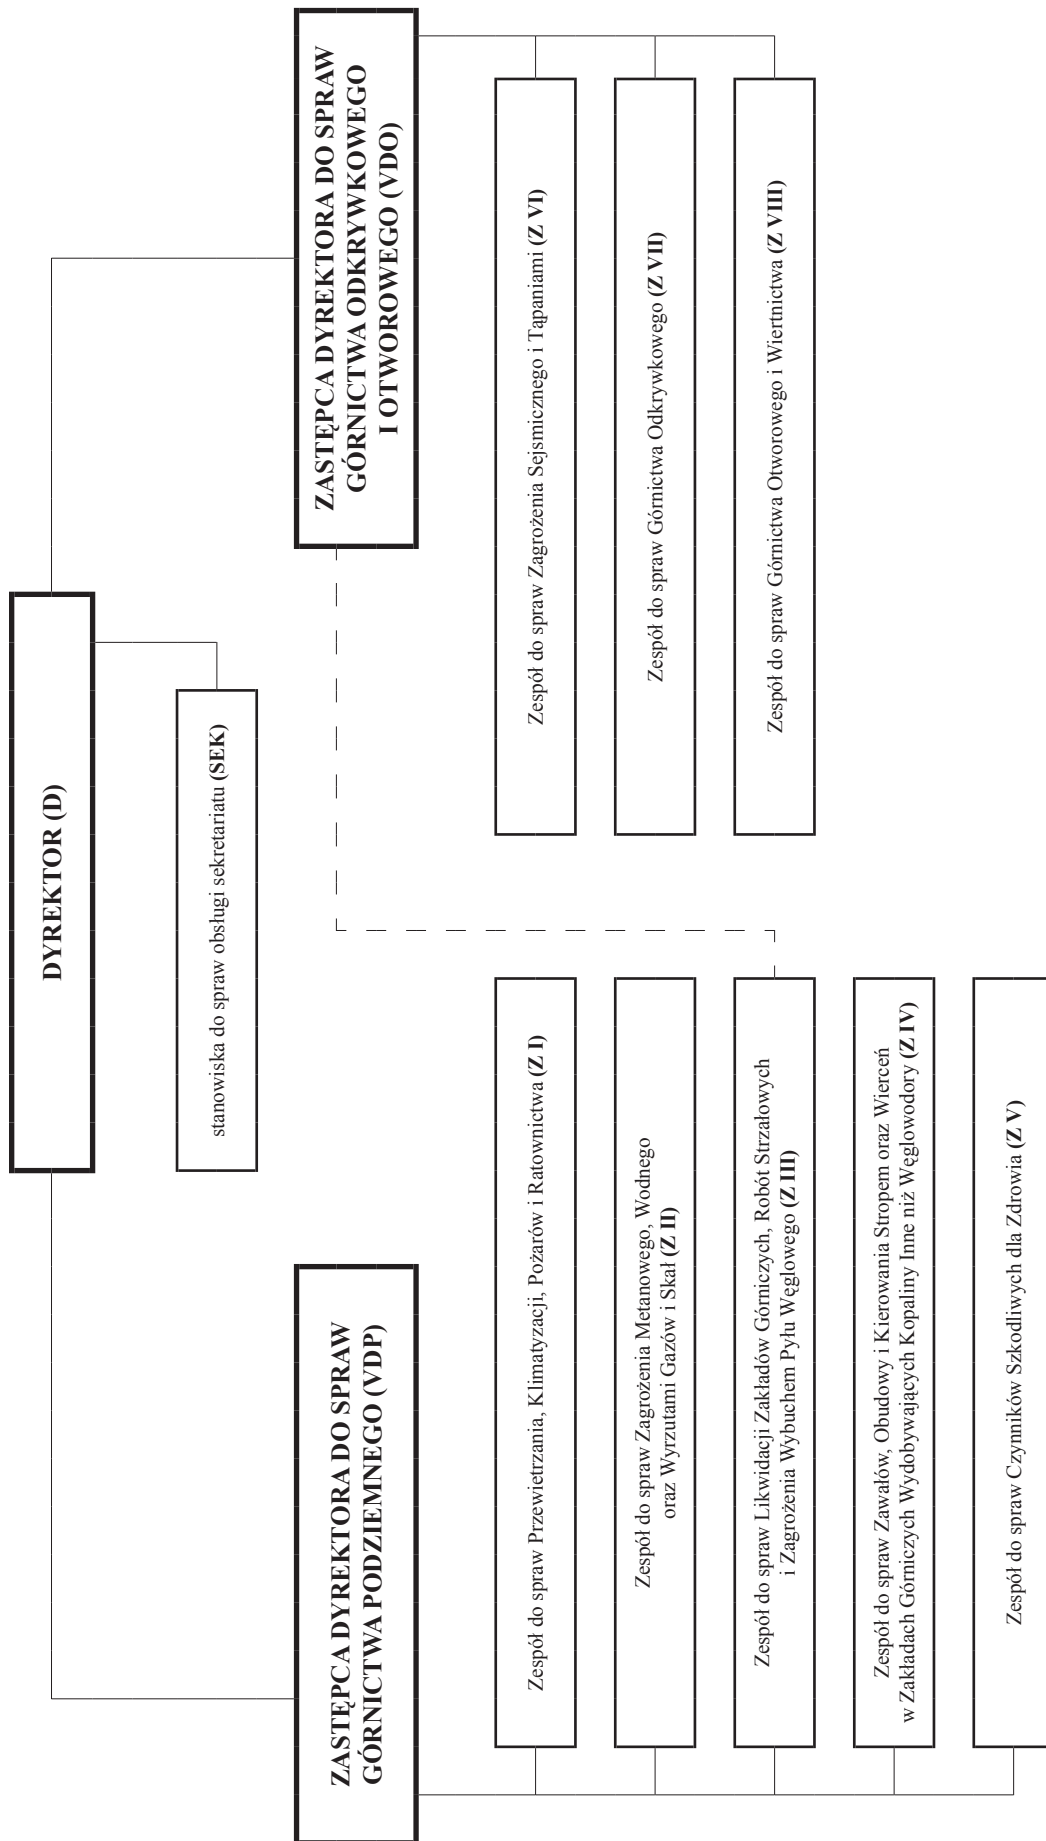 DYREKTOR (D)
stanowiska do spraw obsługi sekretariatu (SEK)
ZASTĘPCA DYREKTORA DO SPRAW
GÓRNICTWA PODZIEMNEGO (VDP)
Zespół do spraw Przewietrzania, Klimatyzacji, Pożarów i Ratownictwa (Z I)
Zespół do spraw Zagrożenia Metanowego, Wodnego
oraz Wyrzutami Gazów i Skał (Z II)
Zespół do spraw Likwidacji Zakładów Górniczych, Robót Strzałowych
i Zagrożenia Wybuchem Pyłu Węglowego (Z III)
Zespół do spraw Zawałów, Obudowy i Kierowania Stropem oraz Wierceń
w Zakładach Górniczych Wydobywających Kopaliny Inne niż Węglowodory (Z IV)
Zespół do spraw Czynników Szkodliwych dla Zdrowia (Z V)
ZASTĘPCA DYREKTORA DO SPRAW
GÓRNICTWA ODKRYWKOWEGO
I OTWOROWEGO (VDO)
Zespół do spraw Zagrożenia Sejsmicznego i Tąpaniami (Z VI)
Zespół do spraw Górnictwa Odkrywkowego (Z VII)
Zespół do spraw Górnictwa Otworowego i Wiertnictwa (Z VIII)